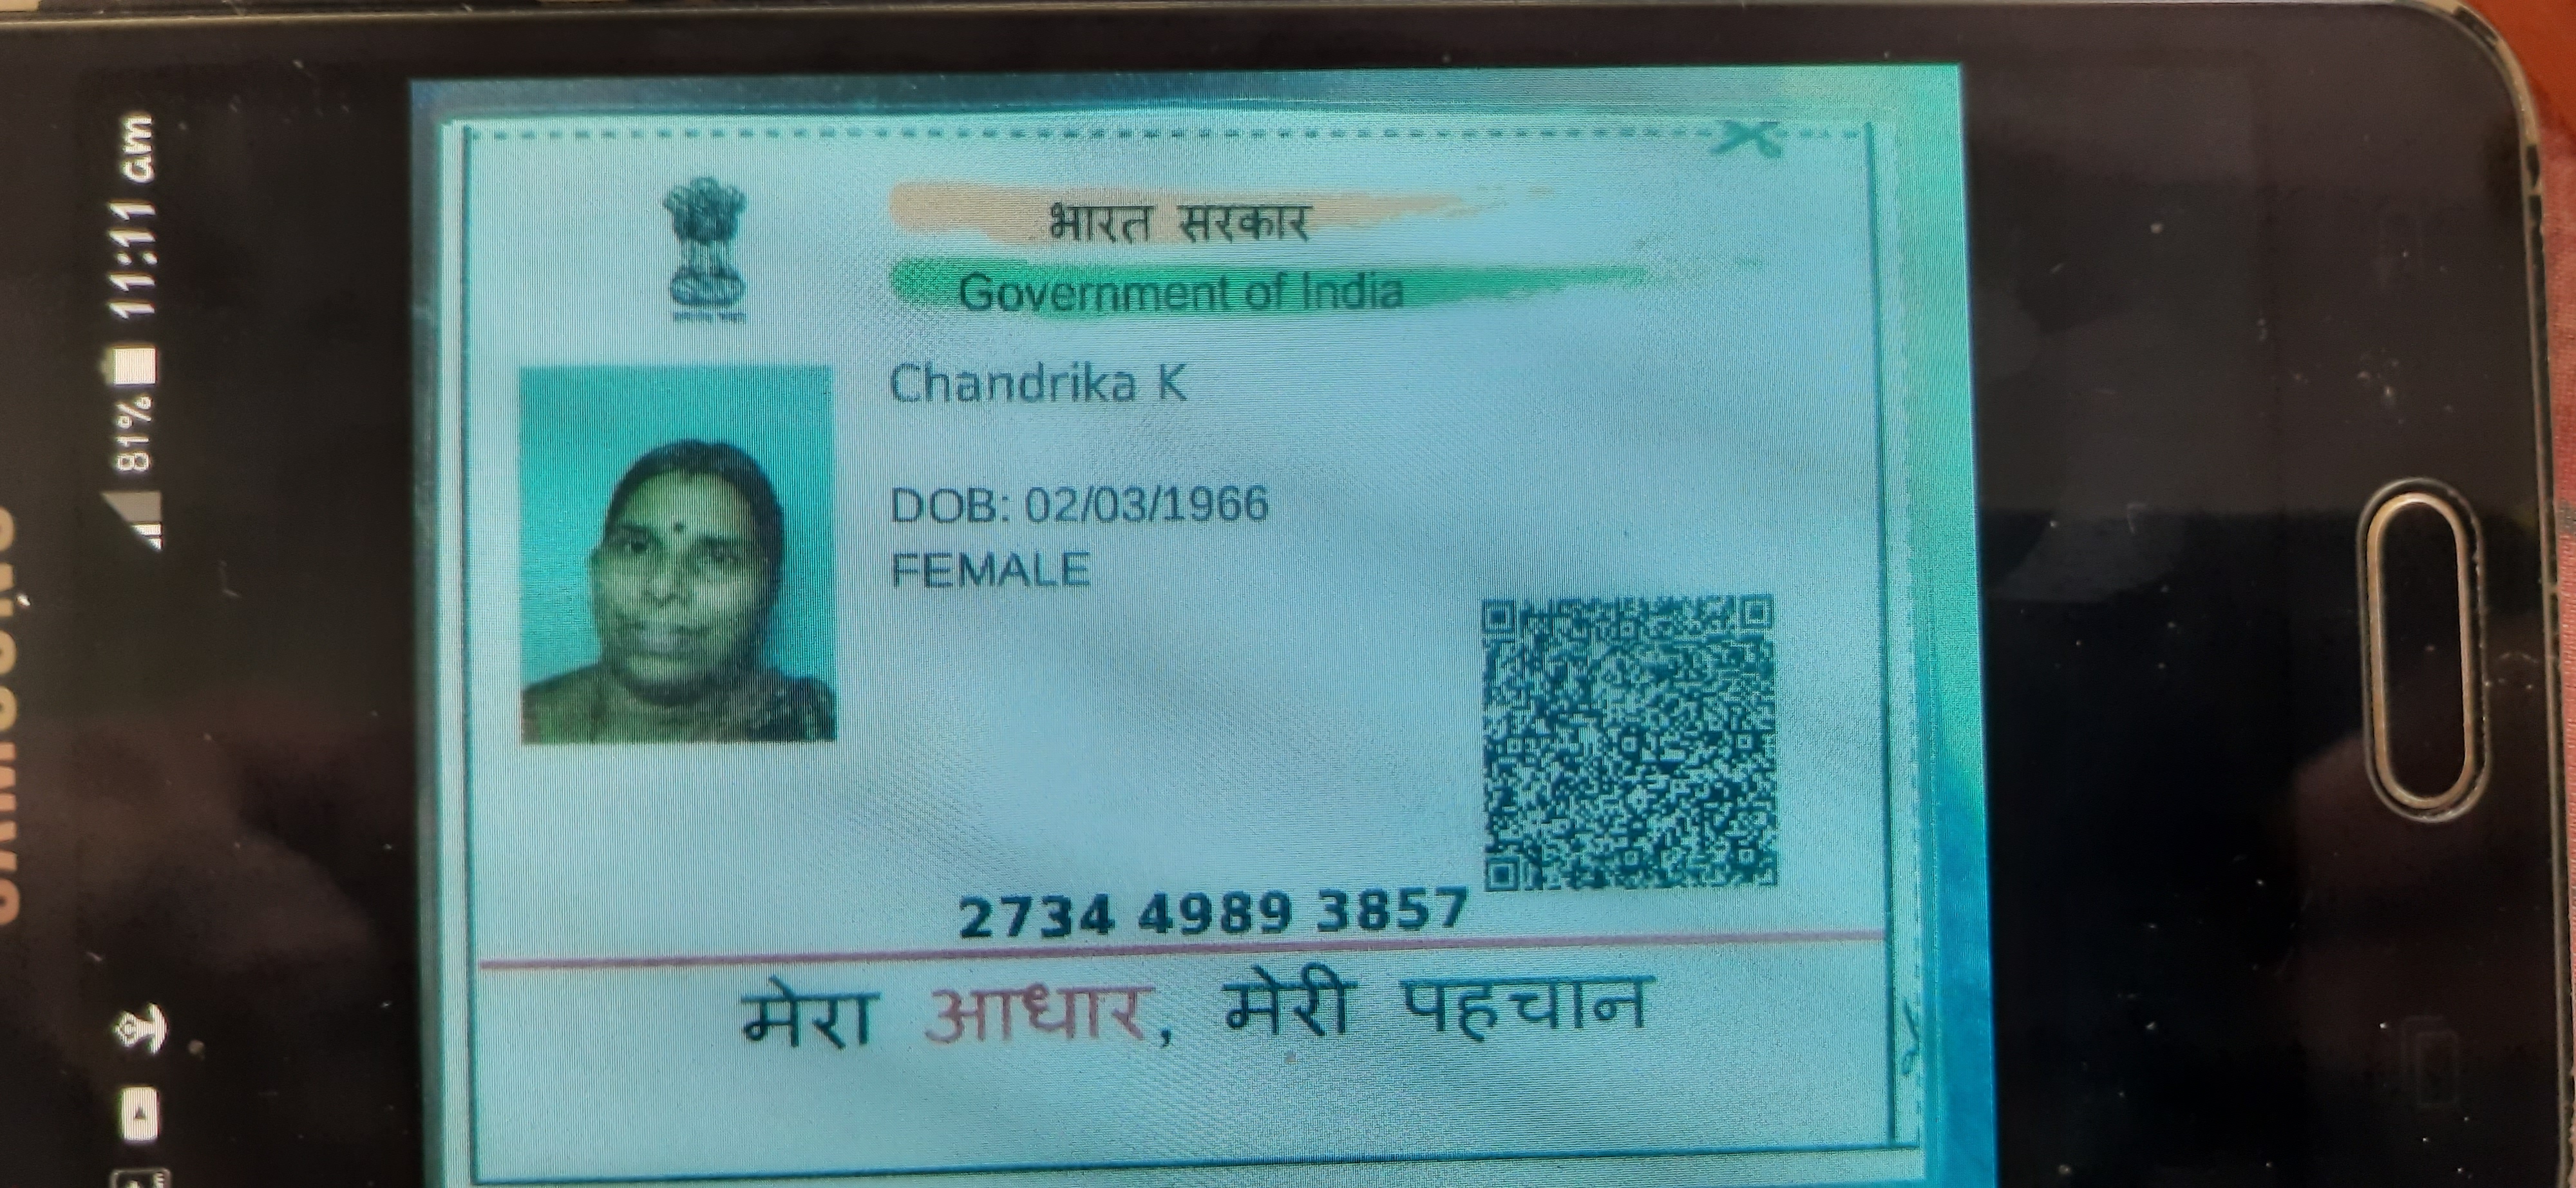 SAMSUNG
81% 11:11 am
भारत सरकार
Government of India
Chandrika K
DOB: 02/03/1966
FEMALE
2734 4989 3857
मेरा आधार, मेरी पहचान